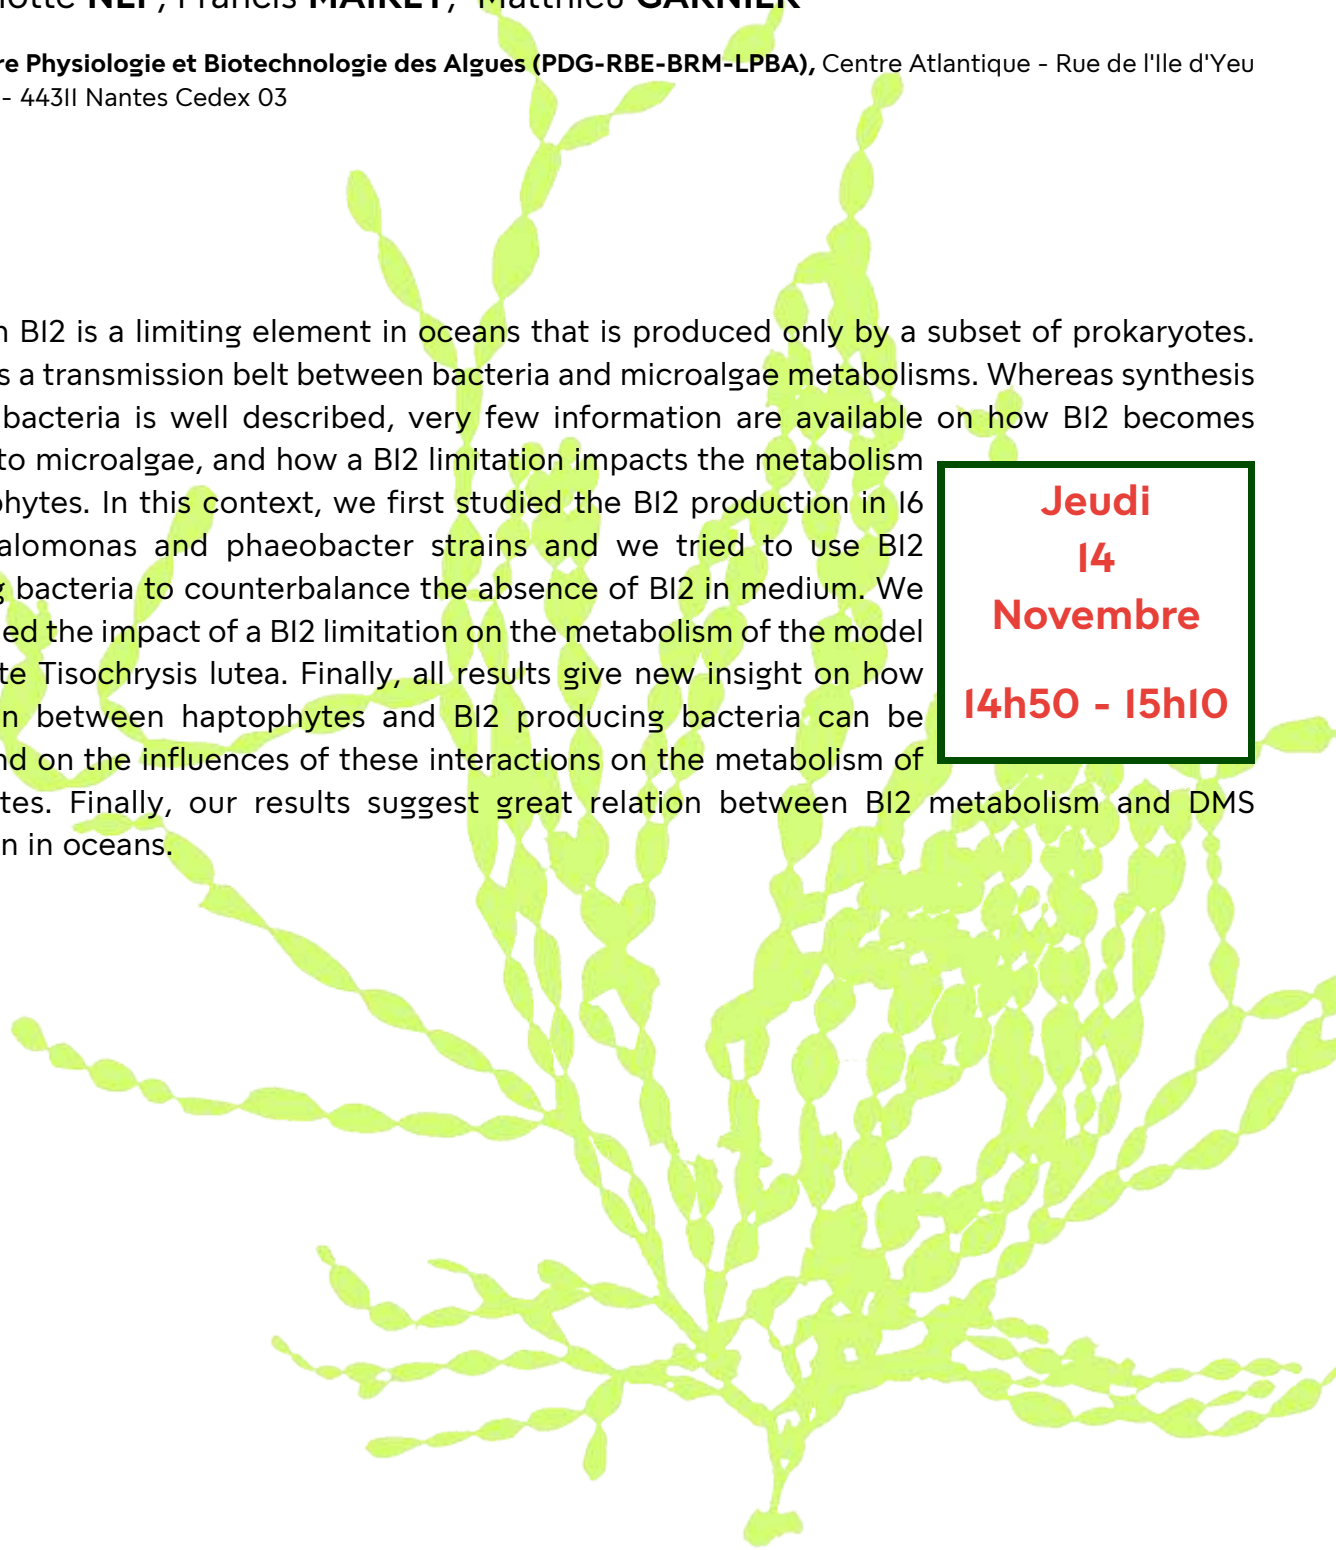 NEF, Francis MAIRET, Matthieu GARNIER
Physiologie et Biotechnologie des Algues (PDG-RBE-BRM-LPBA), Centre Atlantique - Rue de l'Ile d'Yeu
- 44311 Nantes Cedex 03
B12 is a limiting element in oceans that is produced only by a subset of prokaryotes.
a transmission belt between bacteria and microalgae metabolisms. Whereas synthesis
bacteria is well described, very few information are available on how B12 becomes
to microalgae, and how a B12 limitation impacts the metabolism
In this context, we first studied the B12 production in 16
and phaeobacter strains and we tried to use B12
bacteria to counterbalance the absence of B12 in medium. We
the impact of a B12 limitation on the metabolism of the model
Tisochrysis lutea. Finally, all results give new insight on how
between haptophytes and B12 producing bacteria can be
on the influences of these interactions on the metabolism of
Finally, our results suggest great relation between B12 metabolism and DMS
in oceans.
Jeudi
14
Novembre
14h50 - 15h10